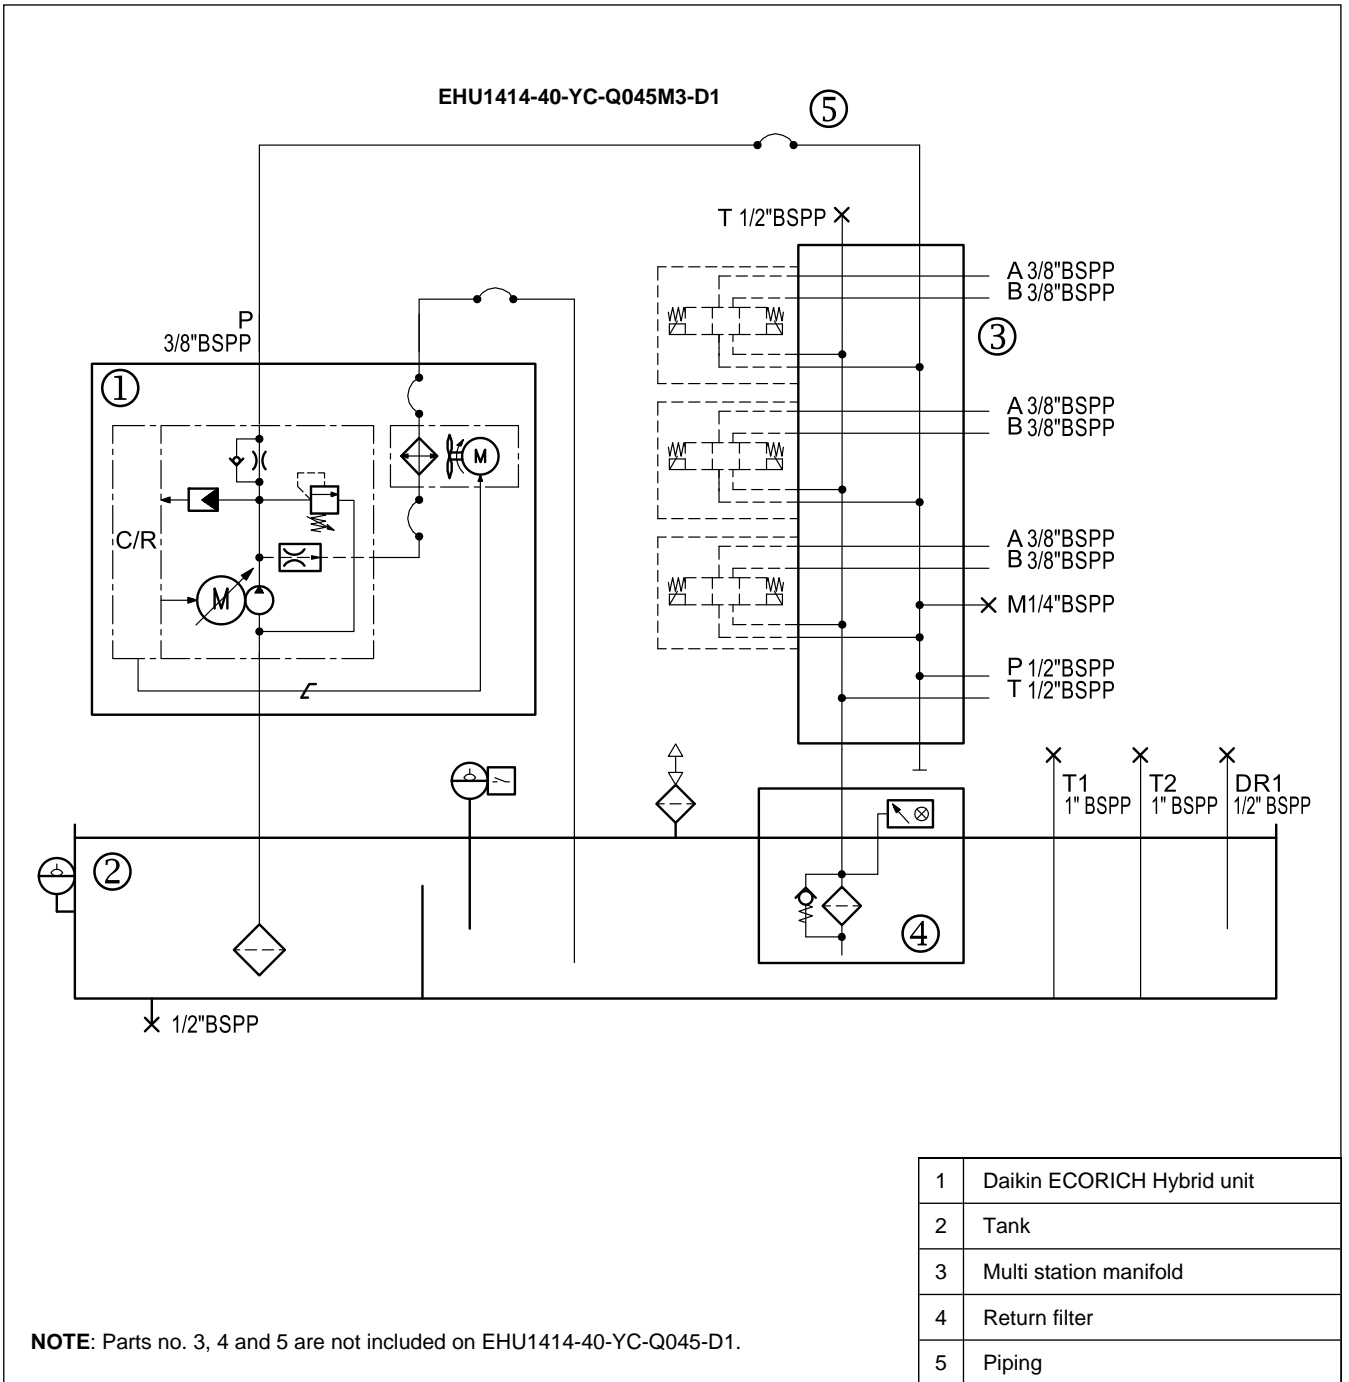 EHU1414-40-YC-Q045M3-D1
⑤
T 1/2"BSPP
A 3/8"BSPP
B 3/8"BSPP
③
P
3/8"BSPP
①
A 3/8"BSPP
B 3/8"BSPP
M
C/R
A 3/8"BSPP
B 3/8"BSPP
M
M1/4"BSPP
P 1/2"BSPP
T 1/2"BSPP
T1
1" BSPP
T2
1" BSPP
DR1
1/2" BSPP
②
④
1/2"BSPP
1 Daikin ECORICH Hybrid unit
2 Tank
3 Multi station manifold
4 Return filter
5 Piping
NOTE: Parts no. 3, 4 and 5 are not included on EHU1414-40-YC-Q045-D1.